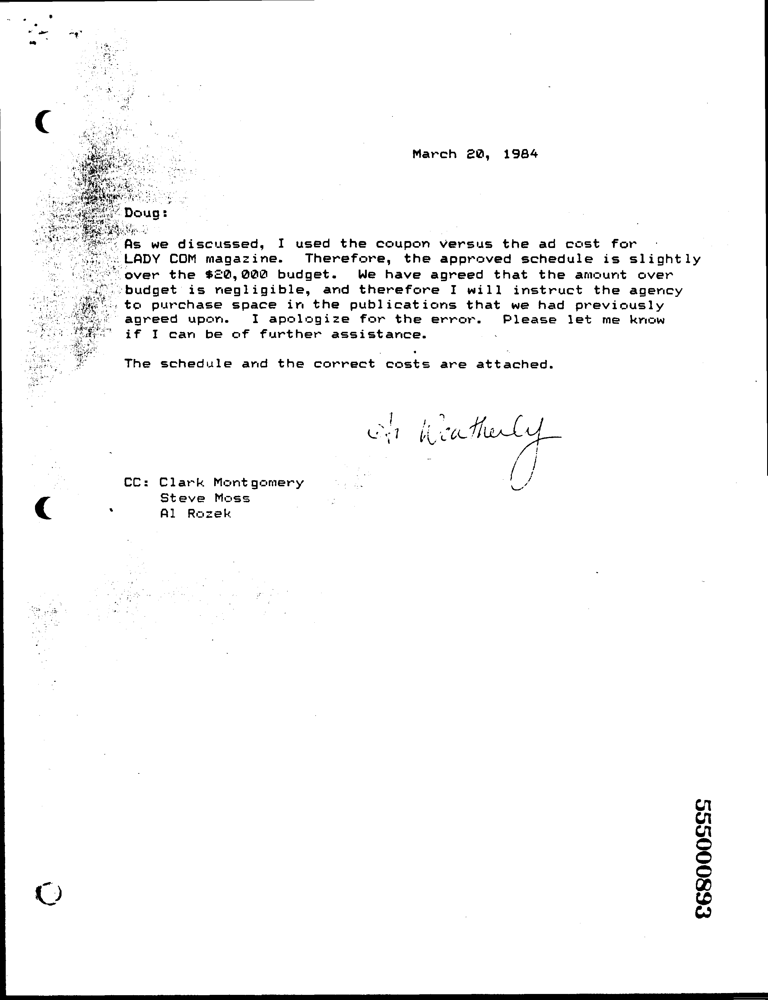 March 20, 1984
Doug:
As we discussed, I used the coupon versus the ad cost for
LADY COM magazine. Therefore, the approved schedule is slightly
over the $20,000 budget. We have agreed that the amount over
budget is negligible, and therefore I will instruct the agency
to purchase space in the publications that we had previously
agreed upon. I apologize for the error. Please let me know
if I can be of further assistance.
The schedule and the correct costs are attached.
Weatherly
CC: Clark Montgomery
Steve Moss
Al Rozek
555000893